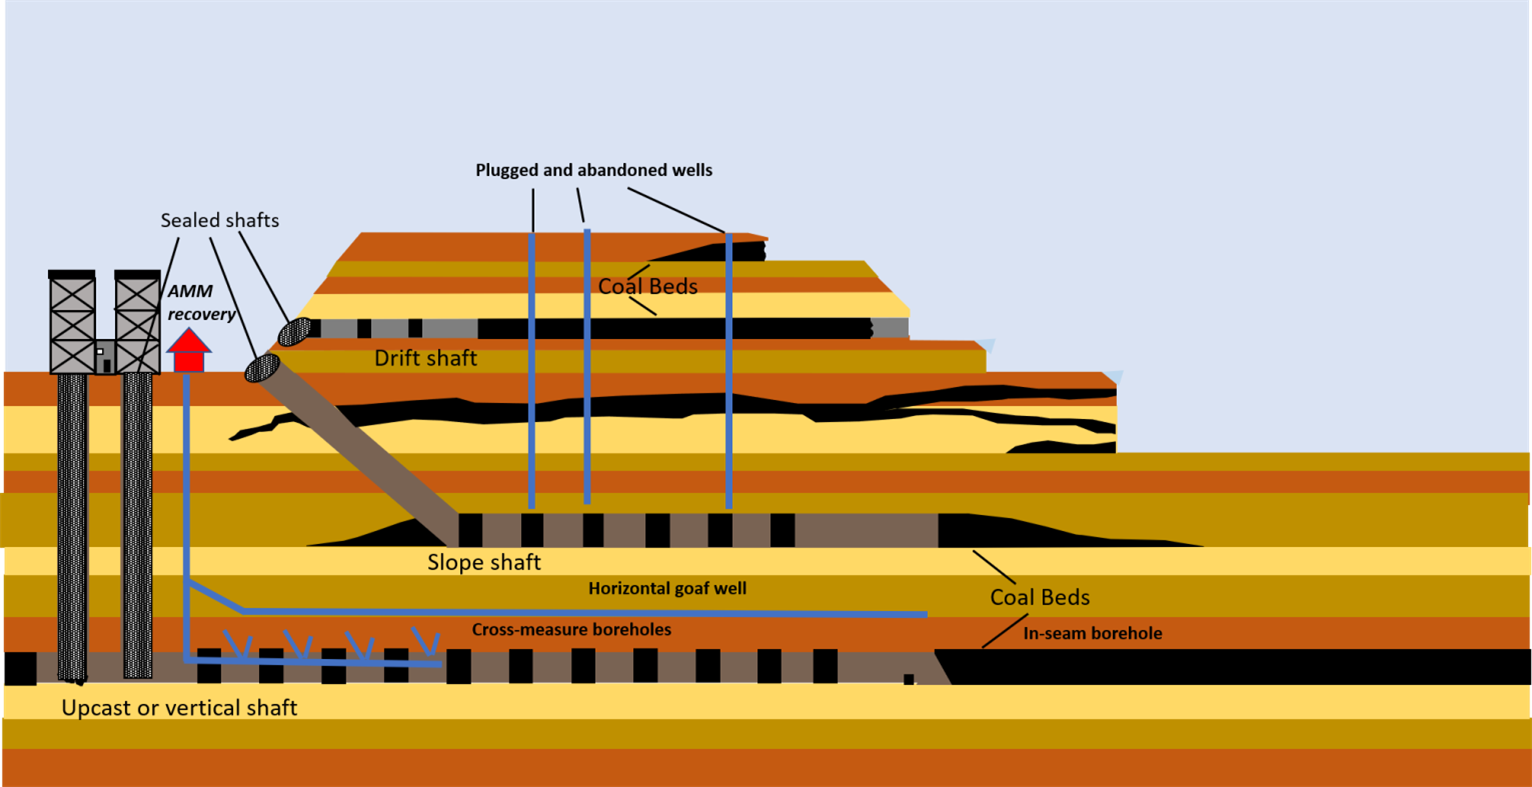 Plugged and abandoned wells
Sealed shafts
AMM
recovery
Coal Beds
Drift shaft
Slope shaft
Horizontal goaf well
Coal Beds
Cross-measure boreholes
In-seam borehole
Upcast or vertical shaft